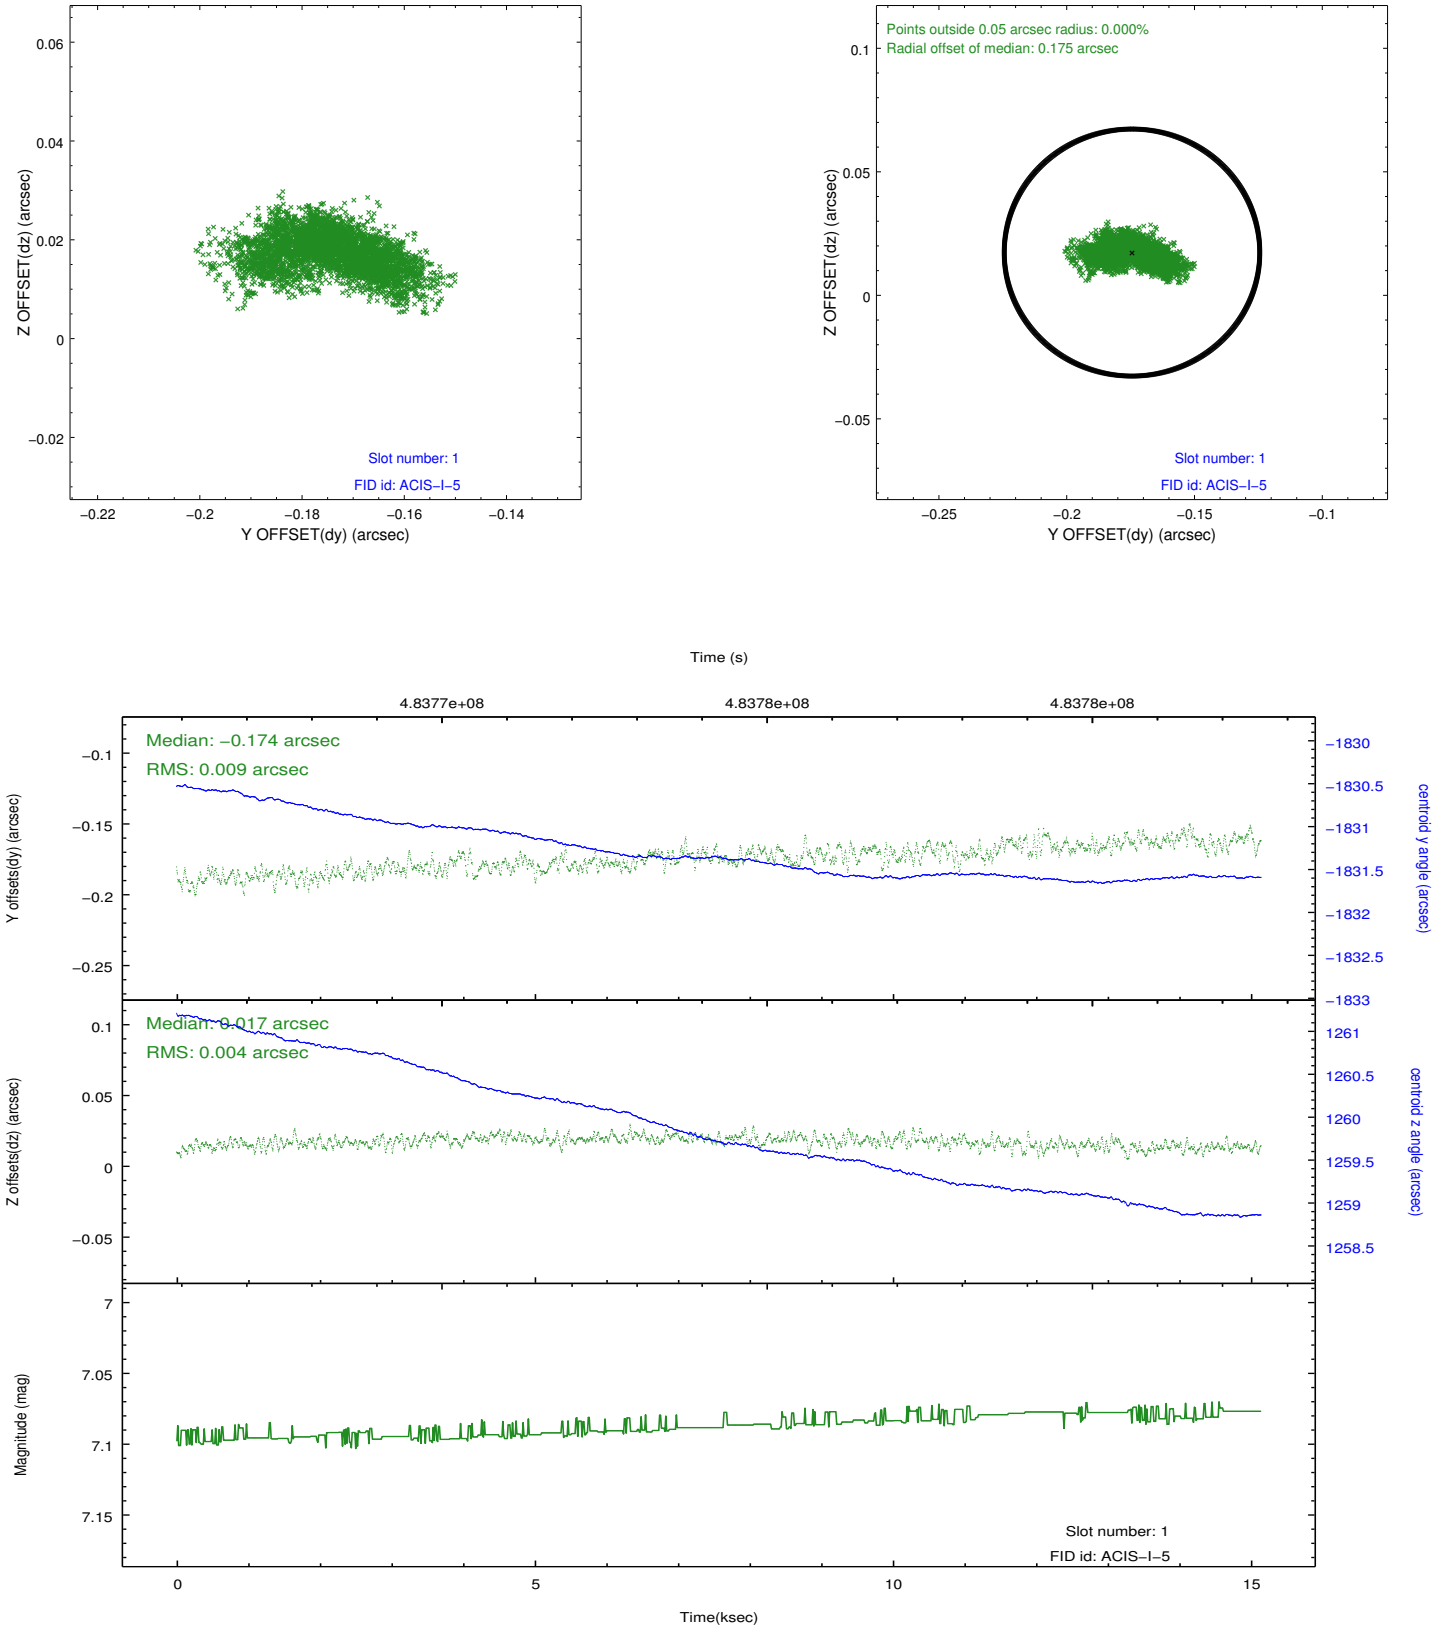 0.06
0.04
0.02
0
−0.02
Z OFFSET(dz) (arcsec)
Slot number: 1
FID id: ACIS−I−5
−0.22 −0.2 −0.18 −0.16 −0.14
Y OFFSET(dy) (arcsec)
Points outside 0.05 arcsec radius: 0.000%
Radial offset of median: 0.175 arcsec
0.1
0.05
0
−0.05
Z OFFSET(dz) (arcsec)
Slot number: 1
FID id: ACIS−I−5
−0.25 −0.2 −0.15 −0.1
Y OFFSET(dy) (arcsec)
Time (s)
4.8377e+08 4.8378e+08 4.8378e+08
Median: −0.174 arcsec
RMS: 0.009 arcsec
−0.1
−0.15
−0.2
−0.25
Y offsets(dy) (arcsec)
−1830
−1830.5
−1831
−1831.5
−1832
−1832.5
−1833
centroid y angle (arcsec)
Median: 0.017 arcsec
RMS: 0.004 arcsec
0.1
0.05
0
−0.05
Z offsets(dz) (arcsec)
1261
1260.5
1260
1259.5
1259
1258.5
centroid z angle (arcsec)
7
7.05
7.1
7.15
Magnitude (mag)
Slot number: 1
FID id: ACIS−I−5
0 5 10 15
Time(ksec)